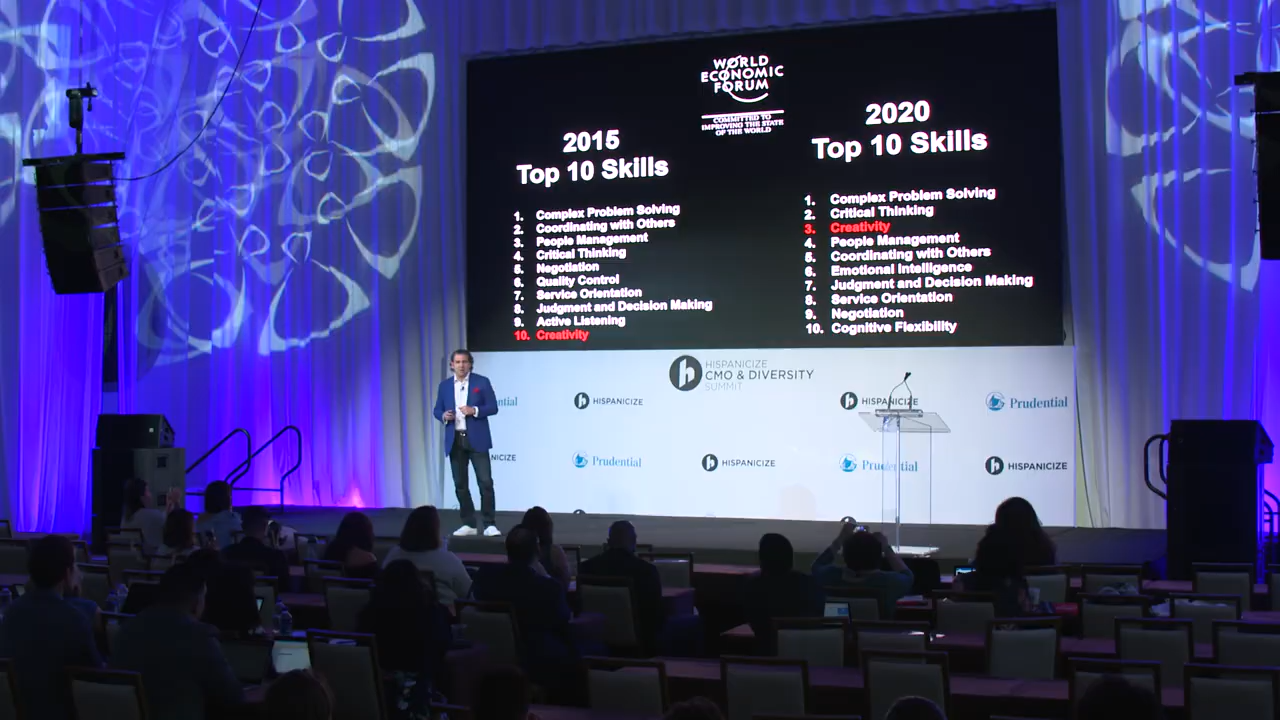 WORLD
ECONOMIC
FORUM
COMMITTED TO
IMPROVING THE STATE
OF THE WORLD
2015
Top 10 Skills
1. Complex Problem Solving
2. Coordinating with Others
3. People Management
4. Critical Thinking
5. Negotiation
6. Quality Control
7. Service Orientation
8. Judgment and Decision Making
9. Active Listening
10. Creativity
2020
Top 10 Skills
1. Complex Problem Solving
2. Critical Thinking
3. Creativity
4. People Management
5. Coordinating with Others
6. Emotional Intelligence
7. Judgment and Decision Making
8. Service Orientation
9. Negotiation
10. Cognitive Flexibility
h HISPANICIZE
CMO & DIVERSITY
SUMMIT
ntial
h HISPANICIZE
h HISPANICIZE
Prudential
NICIZE
Prudential
h HISPANICIZE
Prudential
h HISPANICIZE